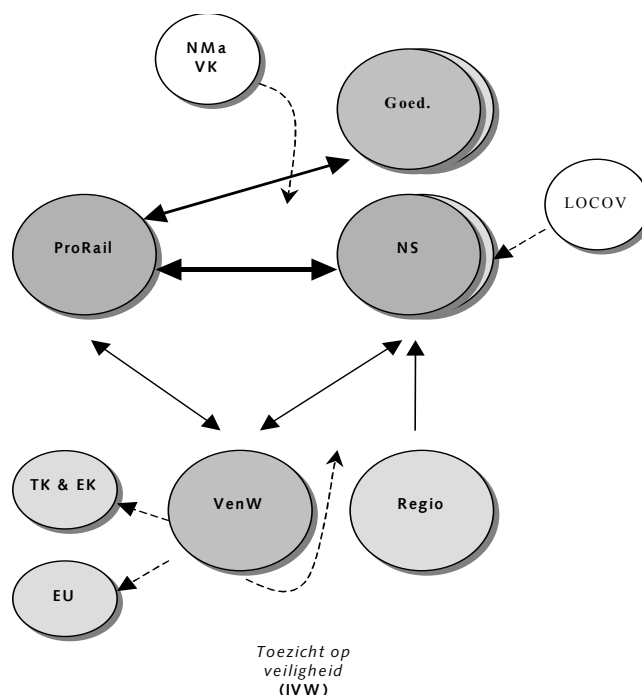 NMa
VK
Goed.
LOCOV
ProRail
NS
TK & EK
VenW
Regio
EU
Toezicht op
veiligheid
(IVW)